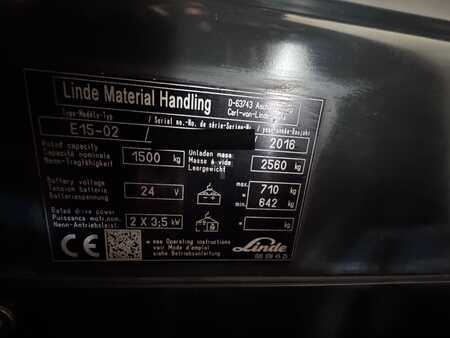 Linde Material Handling D-63743 Aschaffenburg
Carl-von-Linde-Platz
Type-Modele-Typ / Serial no.-No. de série-Serien-Nr. / year-année-Baujahr
E15-02 / 2016
Rated capacity
Capacité nominale 1500 kg
Nenn-Tragfähigkeit
Unladen mass
Masse à vide 2560 kg
Leergewicht
Battery voltage
Tension batterie 24 V
Batteriespannung
max. 710 kg
min. 642 kg
Rated drive power
Puissance motr.nom. 2 X 3,5 kW
Nenn-Antriebsleist.
* kg
CE
* see Operating instructions
voir Mode d'emploi
siehe Betriebsanleitung
Linde